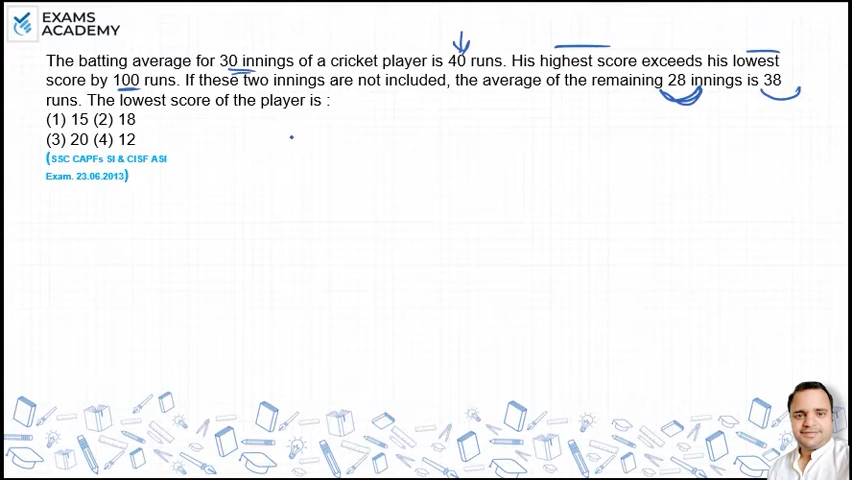 EXAMS
ACADEMY
The batting average for 30 innings of a cricket player is 40 runs. His highest score exceeds his lowest
score by 100 runs. If these two innings are not included, the average of the remaining 28 innings is 38
runs. The lowest score of the player is :
(1) 15 (2) 18
(3) 20 (4) 12
(SSC CAPFs SI & CISF ASI
Exam. 23.06.2013)